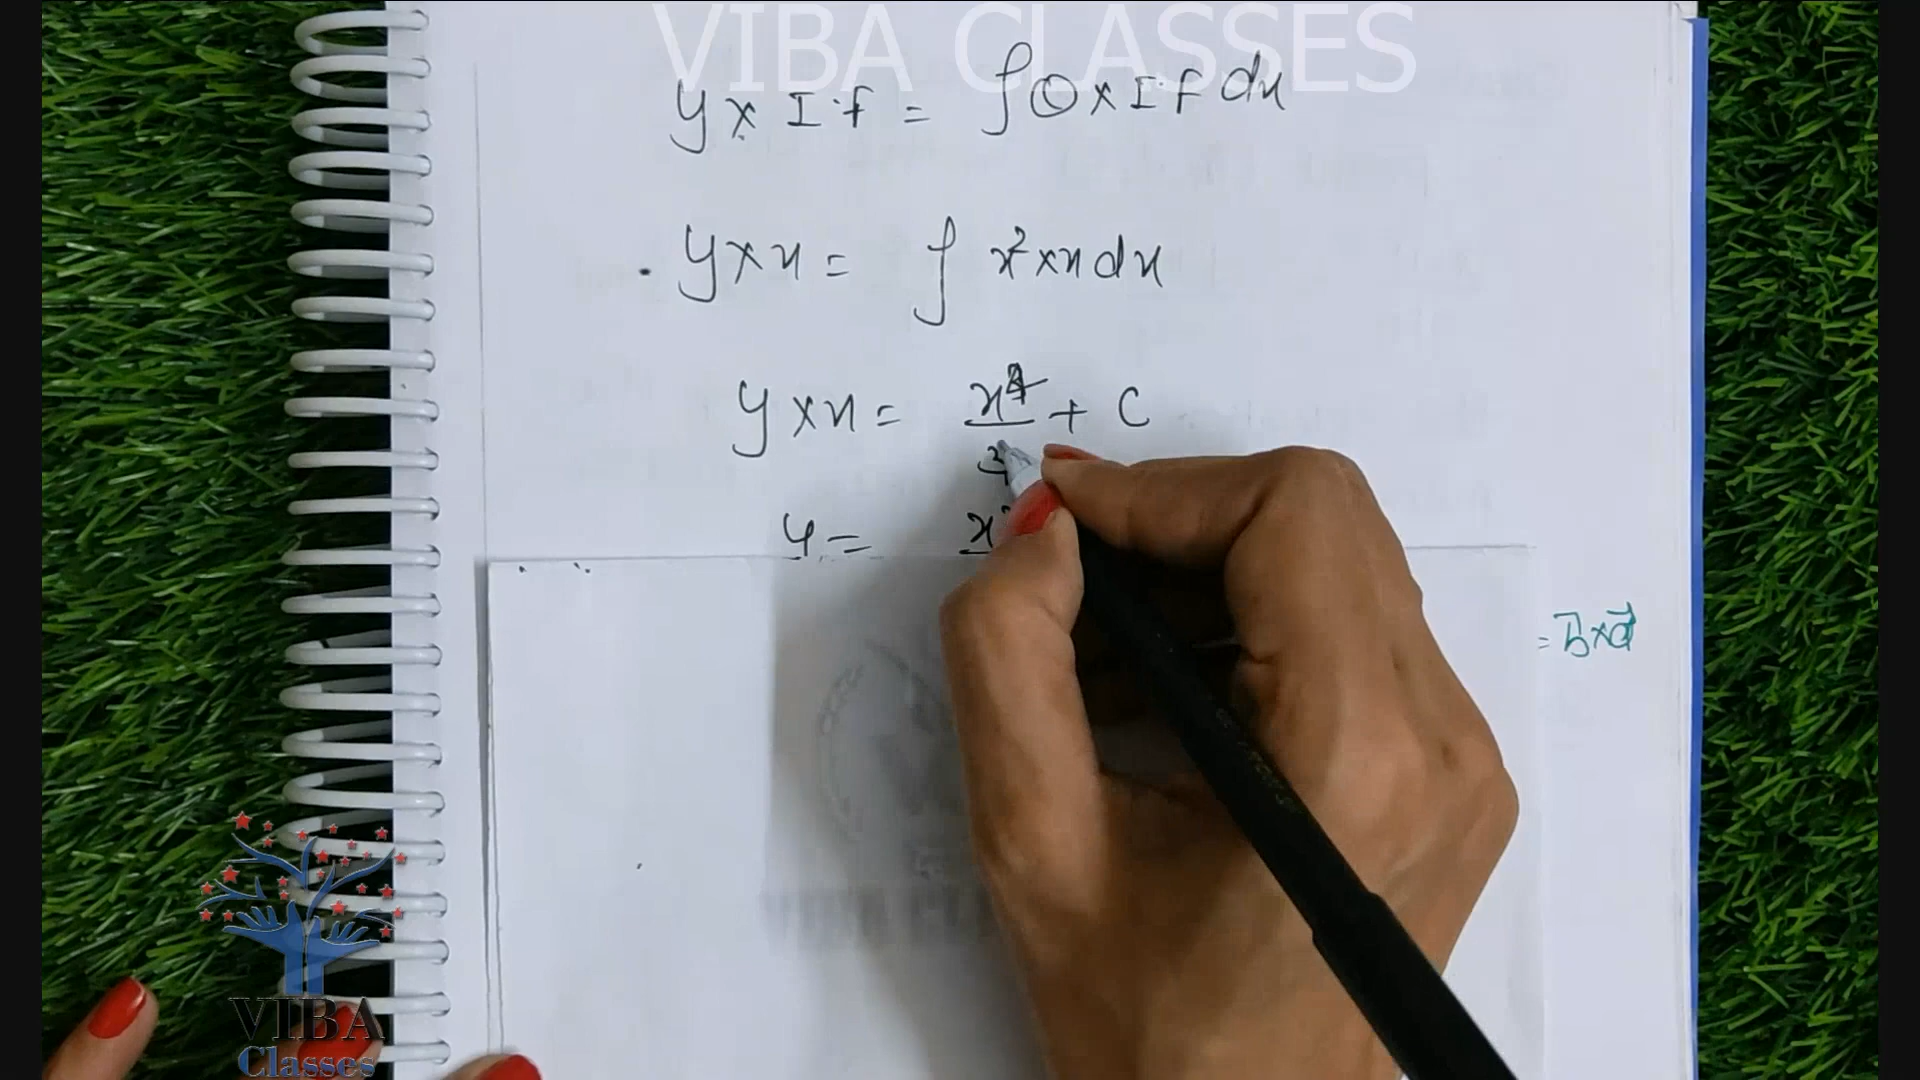 VIBA CLASSES
y × I.f = ∫ Q × I.F dx
y × x = ∫ x² × x dx
y × x = x⁴/4 + C
y = x
= b⃗ × a⃗
VIBA
Classes